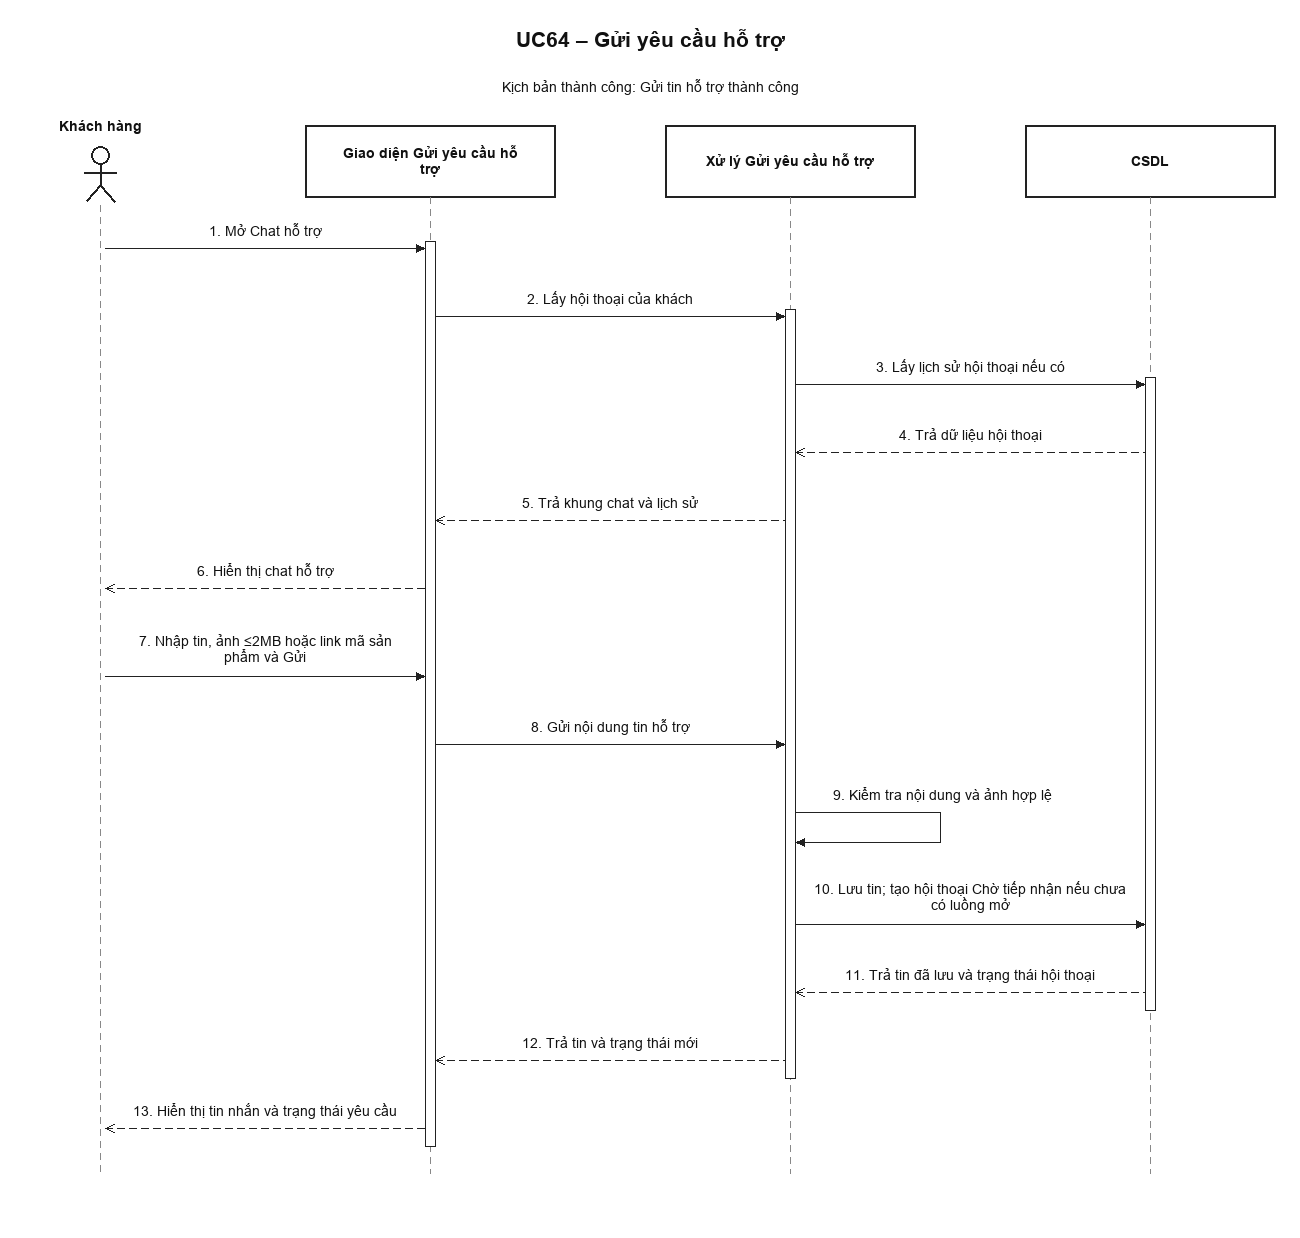 UC64 – Gửi yêu cầu hỗ trợ
Kịch bản thành công: Gửi tin hỗ trợ thành công
Khách hàng
Giao diện Gửi yêu cầu hỗ
trợ
Xử lý Gửi yêu cầu hỗ trợ
CSDL
1. Mở Chat hỗ trợ
2. Lấy hội thoại của khách
3. Lấy lịch sử hội thoại nếu có
4. Trả dữ liệu hội thoại
5. Trả khung chat và lịch sử
6. Hiển thị chat hỗ trợ
7. Nhập tin, ảnh ≤2MB hoặc link mã sản
phẩm và Gửi
8. Gửi nội dung tin hỗ trợ
9. Kiểm tra nội dung và ảnh hợp lệ
10. Lưu tin; tạo hội thoại Chờ tiếp nhận nếu chưa
có luồng mở
11. Trả tin đã lưu và trạng thái hội thoại
12. Trả tin và trạng thái mới
13. Hiển thị tin nhắn và trạng thái yêu cầu